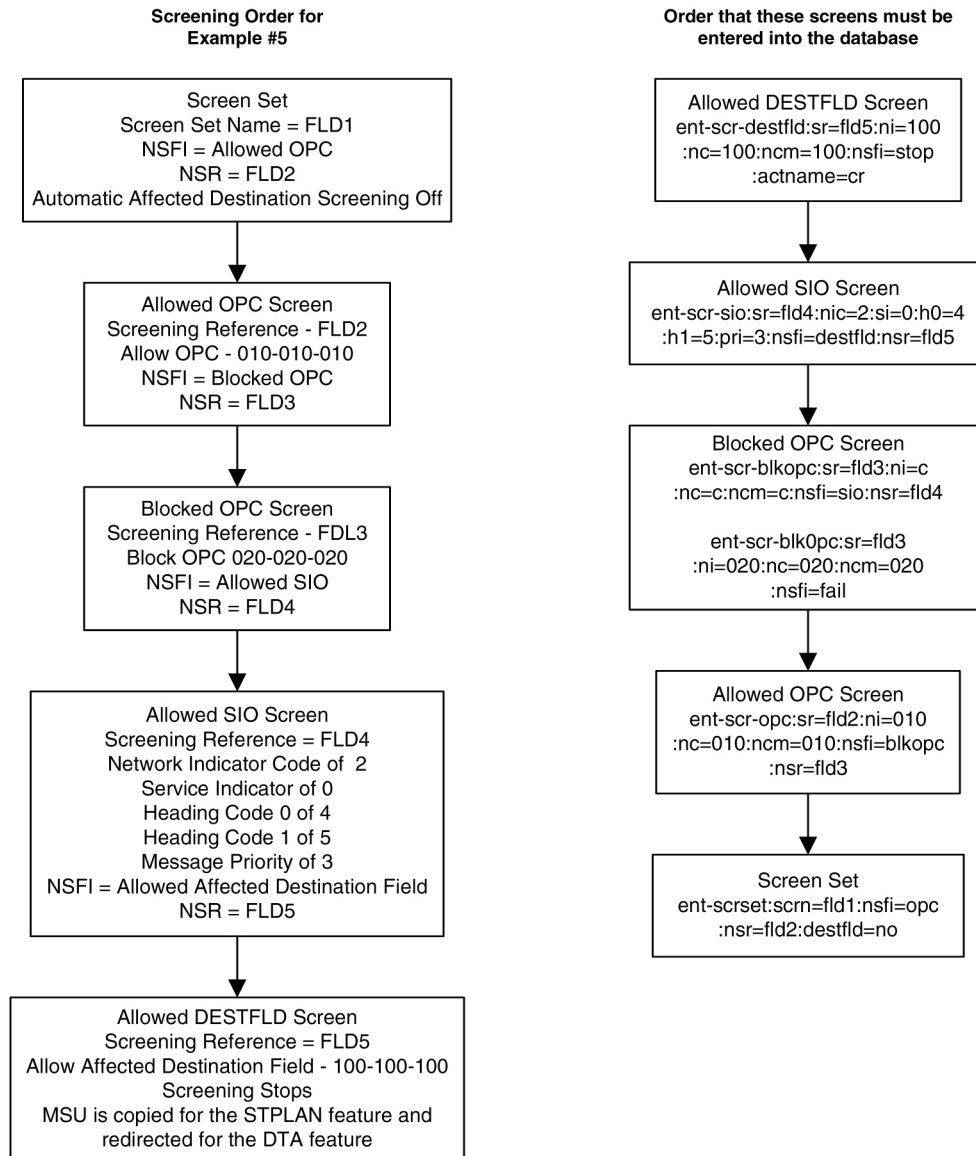 Screening Order for
Example #5
Screen Set
Screen Set Name = FLD1
NSFI = Allowed OPC
NSR = FLD2
Automatic Affected Destination Screening Off
Allowed OPC Screen
Screening Reference - FLD2
Allow OPC - 010-010-010
NSFI = Blocked OPC
NSR = FLD3
Blocked OPC Screen
Screening Reference - FDL3
Block OPC 020-020-020
NSFI = Allowed SIO
NSR = FLD4
Allowed SIO Screen
Screening Reference = FLD4
Network Indicator Code of 2
Service Indicator of 0
Heading Code 0 of 4
Heading Code 1 of 5
Message Priority of 3
NSFI = Allowed Affected Destination Field
NSR = FLD5
Allowed DESTFLD Screen
Screening Reference = FLD5
Allow Affected Destination Field - 100-100-100
Screening Stops
MSU is copied for the STPLAN feature and
redirected for the DTA feature
Order that these screens must be
entered into the database
Allowed DESTFLD Screen
ent-scr-destfld:sr=fld5:ni=100
:nc=100:ncm=100:nsfi=stop
:actname=cr
Allowed SIO Screen
ent-scr-sio:sr=fld4:nic=2:si=0:h0=4
:h1=5:pri=3:nsfi=destfld:nsr=fld5
Blocked OPC Screen
ent-scr-blkopc:sr=fld3:ni=c
:nc=c:ncm=c:nsfi=sio:nsr=fld4
ent-scr-blk0pc:sr=fld3
:ni=020:nc=020:ncm=020
:nsfi=fail
Allowed OPC Screen
ent-scr-opc:sr=fld2:ni=010
:nc=010:ncm=010:nsfi=blkopc
:nsr=fld3
Screen Set
ent-scrset:scrn=fld1:nsfi=opc
:nsr=fld2:destfld=no